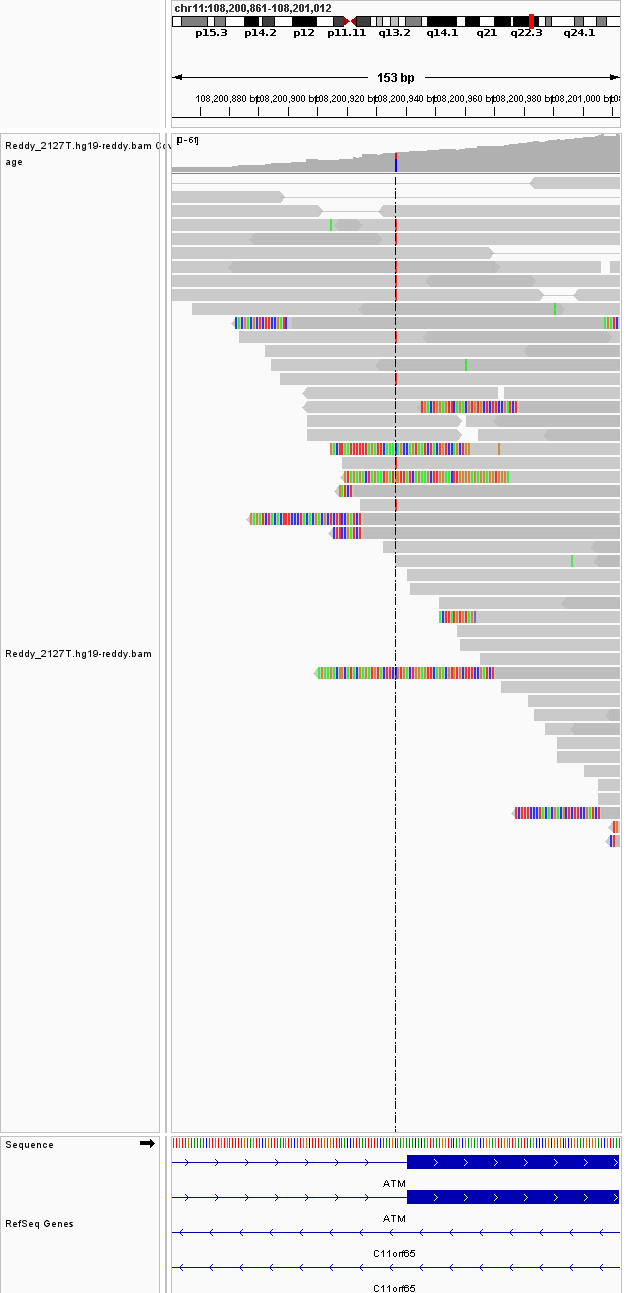 chr11:108,200,861-108,201,012
p15.3 p14.2 p12 p11.11 q13.2 q14.1 q21 q22.3 q24.1
153 bp
108,200,880 bp 108,200,900 bp 108,200,920 bp 108,200,940 bp 108,200,960 bp 108,200,980 bp 108,201,000 bp
[0-61]
Reddy_2127T.hg19-reddy.bam
age
Reddy_2127T.hg19-reddy.bam
Sequence
ATM
ATM
RefSeq Genes
C11orf65
C11orf65